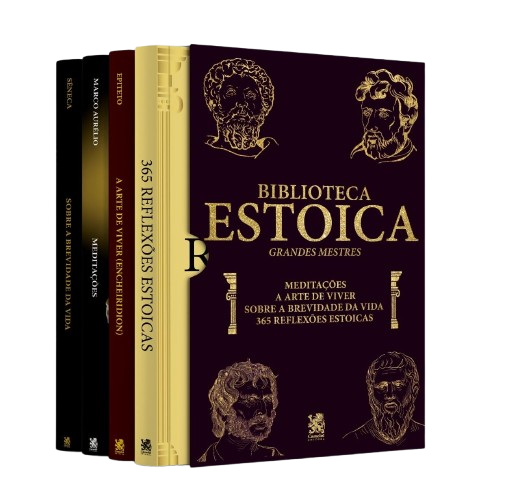 SÊNECA
SOBRE A BREVIDADE DA VIDA
MARCO AURÉLIO
MEDITAÇÕES
EPITETO
A ARTE DE VIVER (ENCHEIRIDION)
365 REFLEXÕES ESTOICAS
R
BIBLIOTECA
ESTOICA
GRANDES MESTRES
MEDITAÇÕES
A ARTE DE VIVER
SOBRE A BREVIDADE DA VIDA
365 REFLEXÕES ESTOICAS
Camelot